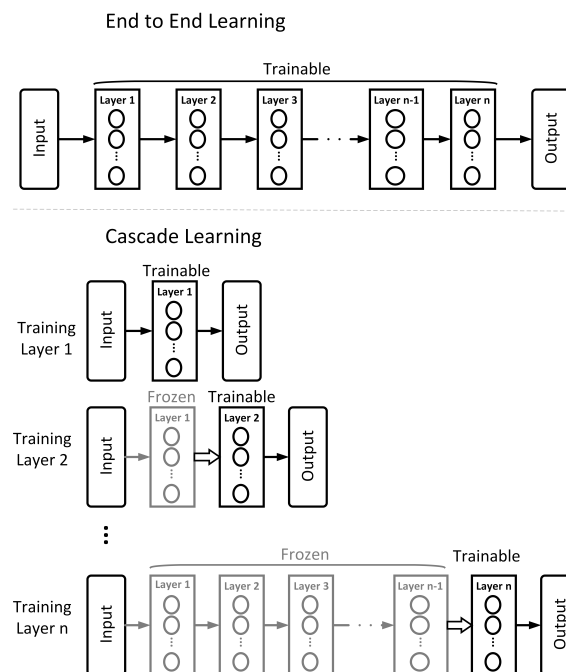 End to End Learning
Trainable
Input
Layer 1
Layer 2
Layer 3
Layer n-1
Layer n
Output
Cascade Learning
Training
Layer 1
Input
Trainable
Layer 1
Output
Training
Layer 2
Input
Frozen
Layer 1
Trainable
Layer 2
Output
Training
Layer n
Input
Frozen
Layer 1
Layer 2
Layer 3
Layer n-1
Trainable
Layer n
Output